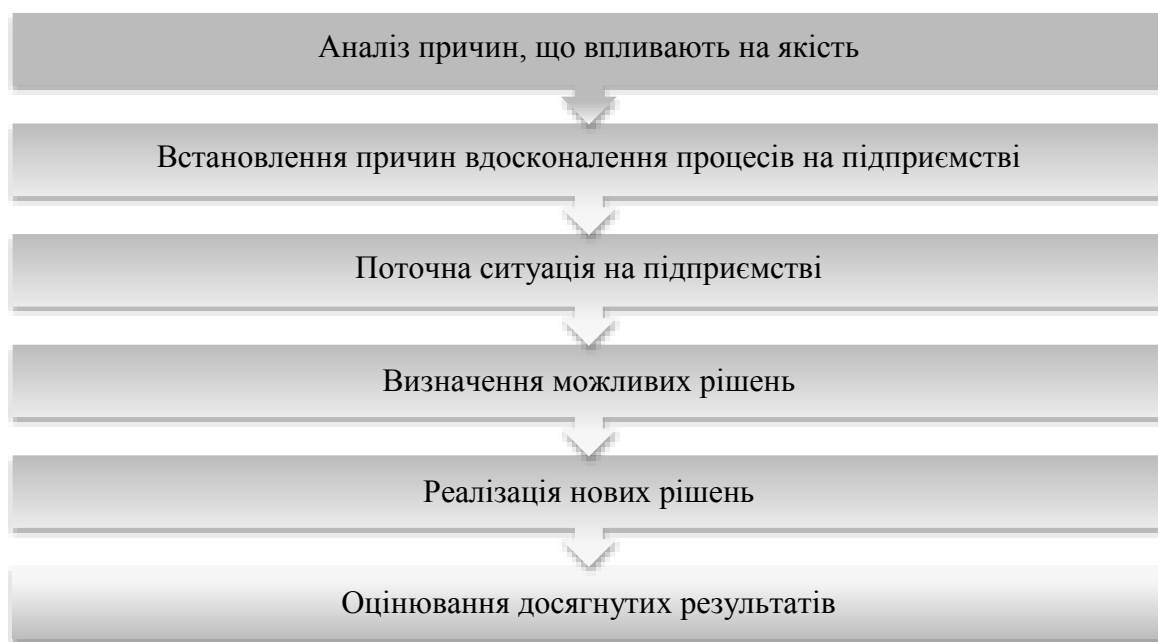 Аналіз причин, що впливають на якість
Встановлення причин вдосконалення процесів на підприємстві
Поточна ситуація на підприємстві
Визначення можливих рішень
Реалізація нових рішень
Оцінювання досягнутих результатів